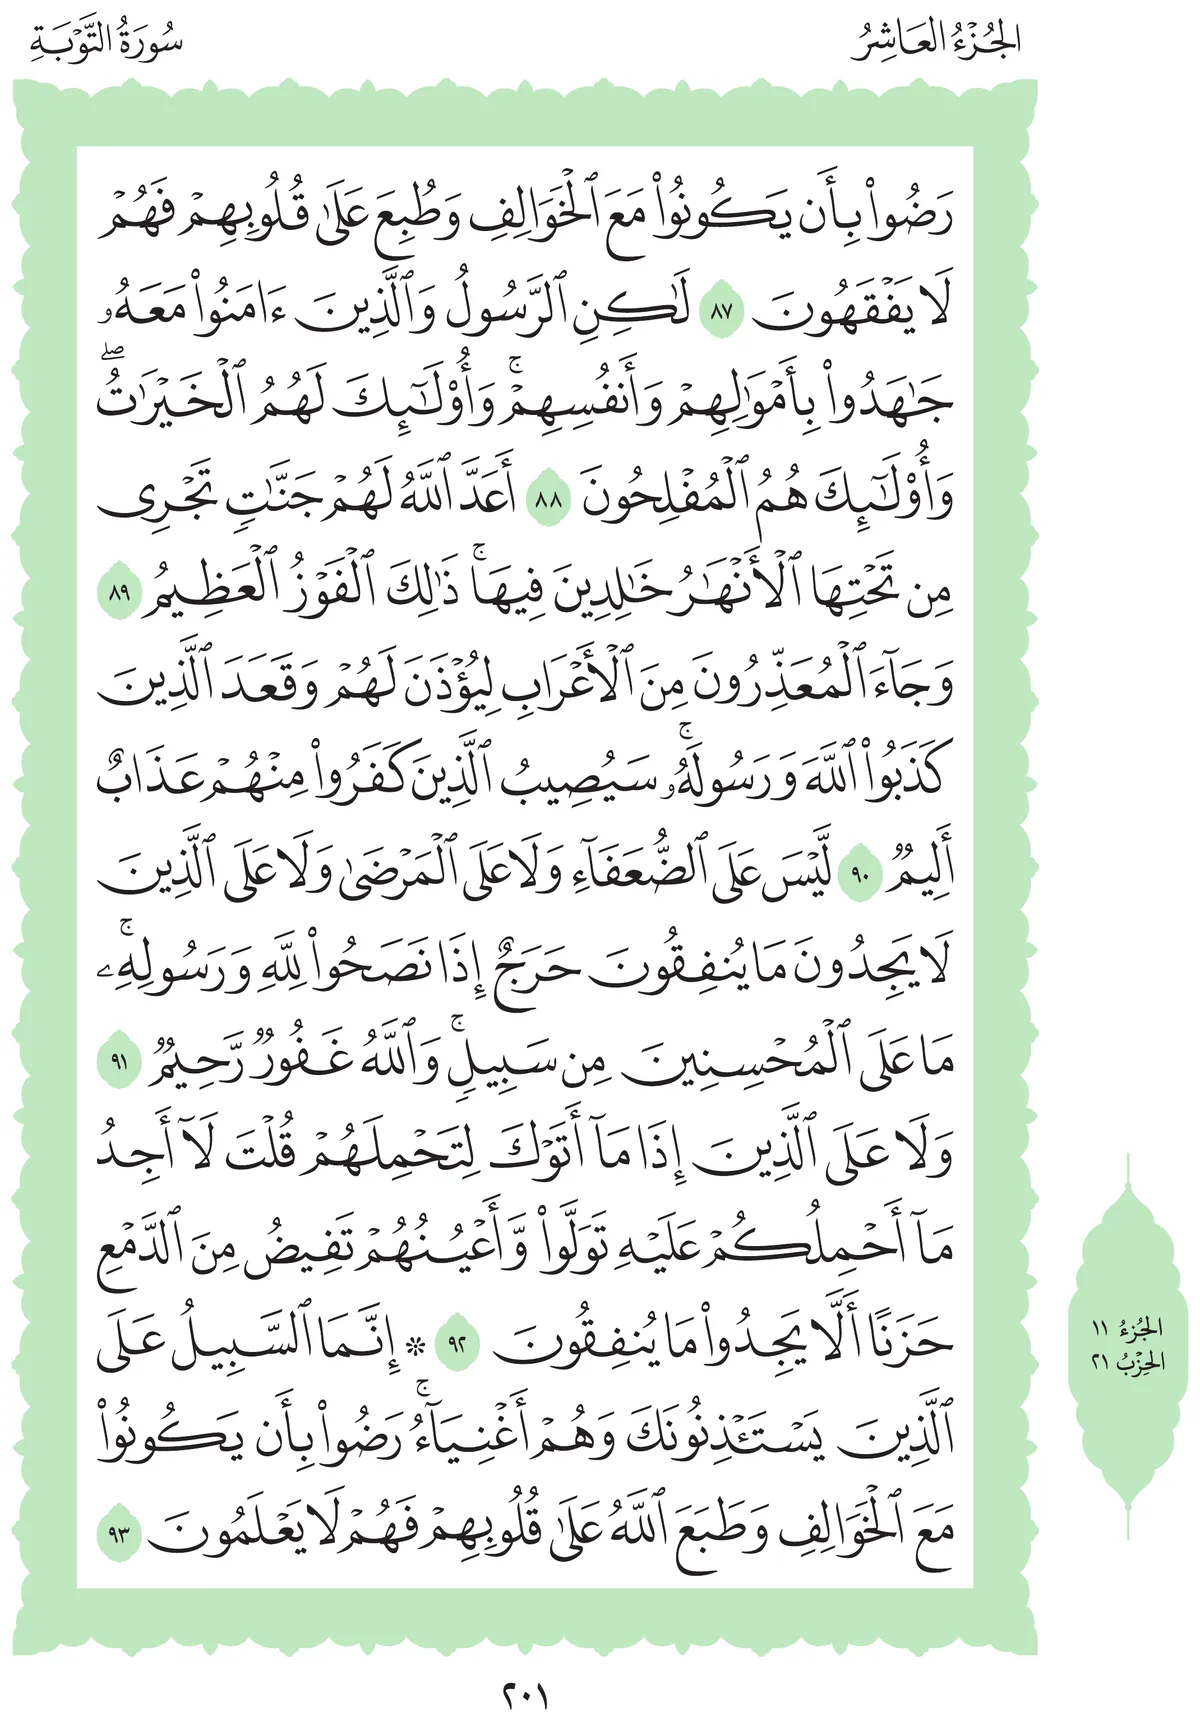 الجُزْءُ العَاشِرُ
سُورَةُ التَّوْبَةِ
رَضُوا۟ بِأَن يَكُونُوا۟ مَعَ ٱلْخَوَالِفِ وَطُبِعَ عَلَىٰ قُلُوبِهِمْ فَهُمْ
لَا يَفْقَهُونَ ٨٧ لَـٰكِنِ ٱلرَّسُولُ وَٱلَّذِينَ ءَامَنُوا۟ مَعَهُۥ
جَـٰهَدُوا۟ بِأَمْوَٰلِهِمْ وَأَنفُسِهِمْ ۚ وَأُو۟لَـٰٓئِكَ لَهُمُ ٱلْخَيْرَٰتُ ۖ
وَأُو۟لَـٰٓئِكَ هُمُ ٱلْمُفْلِحُونَ ٨٨ أَعَدَّ ٱللَّهُ لَهُمْ جَنَّـٰتٍ تَجْرِى
مِن تَحْتِهَا ٱلْأَنْهَـٰرُ خَـٰلِدِينَ فِيهَا ۚ ذَٰلِكَ ٱلْفَوْزُ ٱلْعَظِيمُ ٨٩
وَجَآءَ ٱلْمُعَذِّرُونَ مِنَ ٱلْأَعْرَابِ لِيُؤْذَنَ لَهُمْ وَقَعَدَ ٱلَّذِينَ
كَذَبُوا۟ ٱللَّهَ وَرَسُولَهُۥ ۚ سَيُصِيبُ ٱلَّذِينَ كَفَرُوا۟ مِنْهُمْ عَذَابٌ
أَلِيمٌ ٩٠ لَّيْسَ عَلَى ٱلضُّعَفَآءِ وَلَا عَلَى ٱلْمَرْضَىٰ وَلَا عَلَى ٱلَّذِينَ
لَا يَجِدُونَ مَا يُنفِقُونَ حَرَجٌ إِذَا نَصَحُوا۟ لِلَّهِ وَرَسُولِهِۦ ۚ
مَا عَلَى ٱلْمُحْسِنِينَ مِن سَبِيلٍ ۚ وَٱللَّهُ غَفُورٌ رَّحِيمٌ ٩١
وَلَا عَلَى ٱلَّذِينَ إِذَا مَآ أَتَوْكَ لِتَحْمِلَهُمْ قُلْتَ لَآ أَجِدُ
مَآ أَحْمِلُكُمْ عَلَيْهِ تَوَلَّوا۟ وَّأَعْيُنُهُمْ تَفِيضُ مِنَ ٱلدَّمْعِ
حَزَنًا أَلَّا يَجِدُوا۟ مَا يُنفِقُونَ ٩٢ ۞ إِنَّمَا ٱلسَّبِيلُ عَلَى
ٱلَّذِينَ يَسْتَـْٔذِنُونَكَ وَهُمْ أَغْنِيَآءُ ۚ رَضُوا۟ بِأَن يَكُونُوا۟
مَعَ ٱلْخَوَالِفِ وَطَبَعَ ٱللَّهُ عَلَىٰ قُلُوبِهِمْ فَهُمْ لَا يَعْلَمُونَ ٩٣
الجُزءُ ١١
الحِزْبُ ٢١
٢٠١